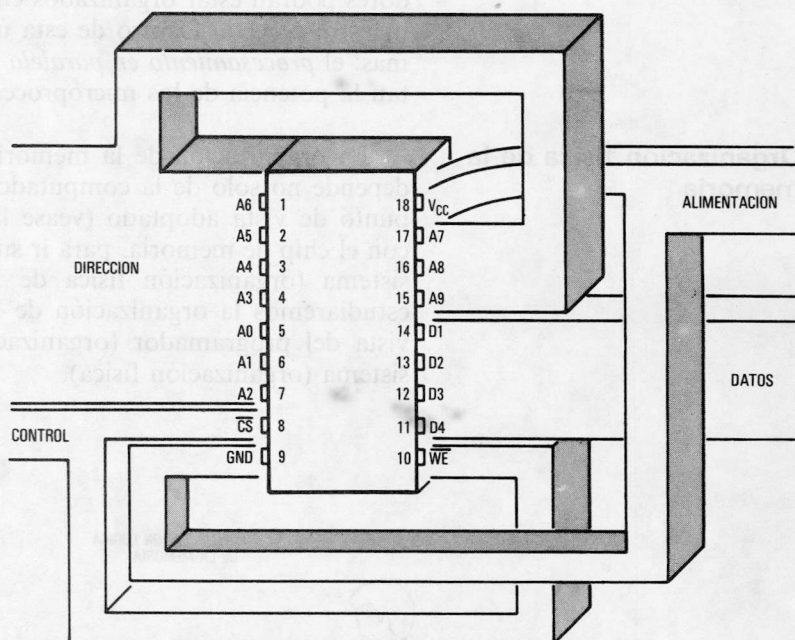 A6 1 18 VCC
ALIMENTACION
A5 2 17 A7
DIRECCION
A4 3 16 A8
A3 4 15 A9
A0 5 14 D1
A1 6 13 D2
DATOS
A2 7 12 D3
CONTROL
C̅S̅ 8 11 D4
GND 9 10 W̅E̅